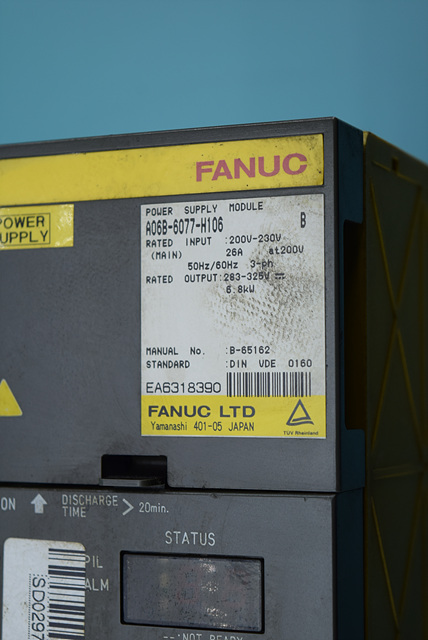 FANUC
POWER SUPPLY MODULE
A06B-6077-H106 B
RATED INPUT :200V-230V
(MAIN) 26A at200V
50Hz/60Hz 3-ph
RATED OUTPUT:283-325V
6.8kW
MANUAL No. :B-65162
STANDARD :DIN VDE 0160
EA6318390
FANUC LTD
Yamanashi 401-05 JAPAN
TÜV Rheinland
POWER
SUPPLY
ON
DISCHARGE
TIME > 20min.
STATUS
PIL
ALM
SD0297
--:NOT READY